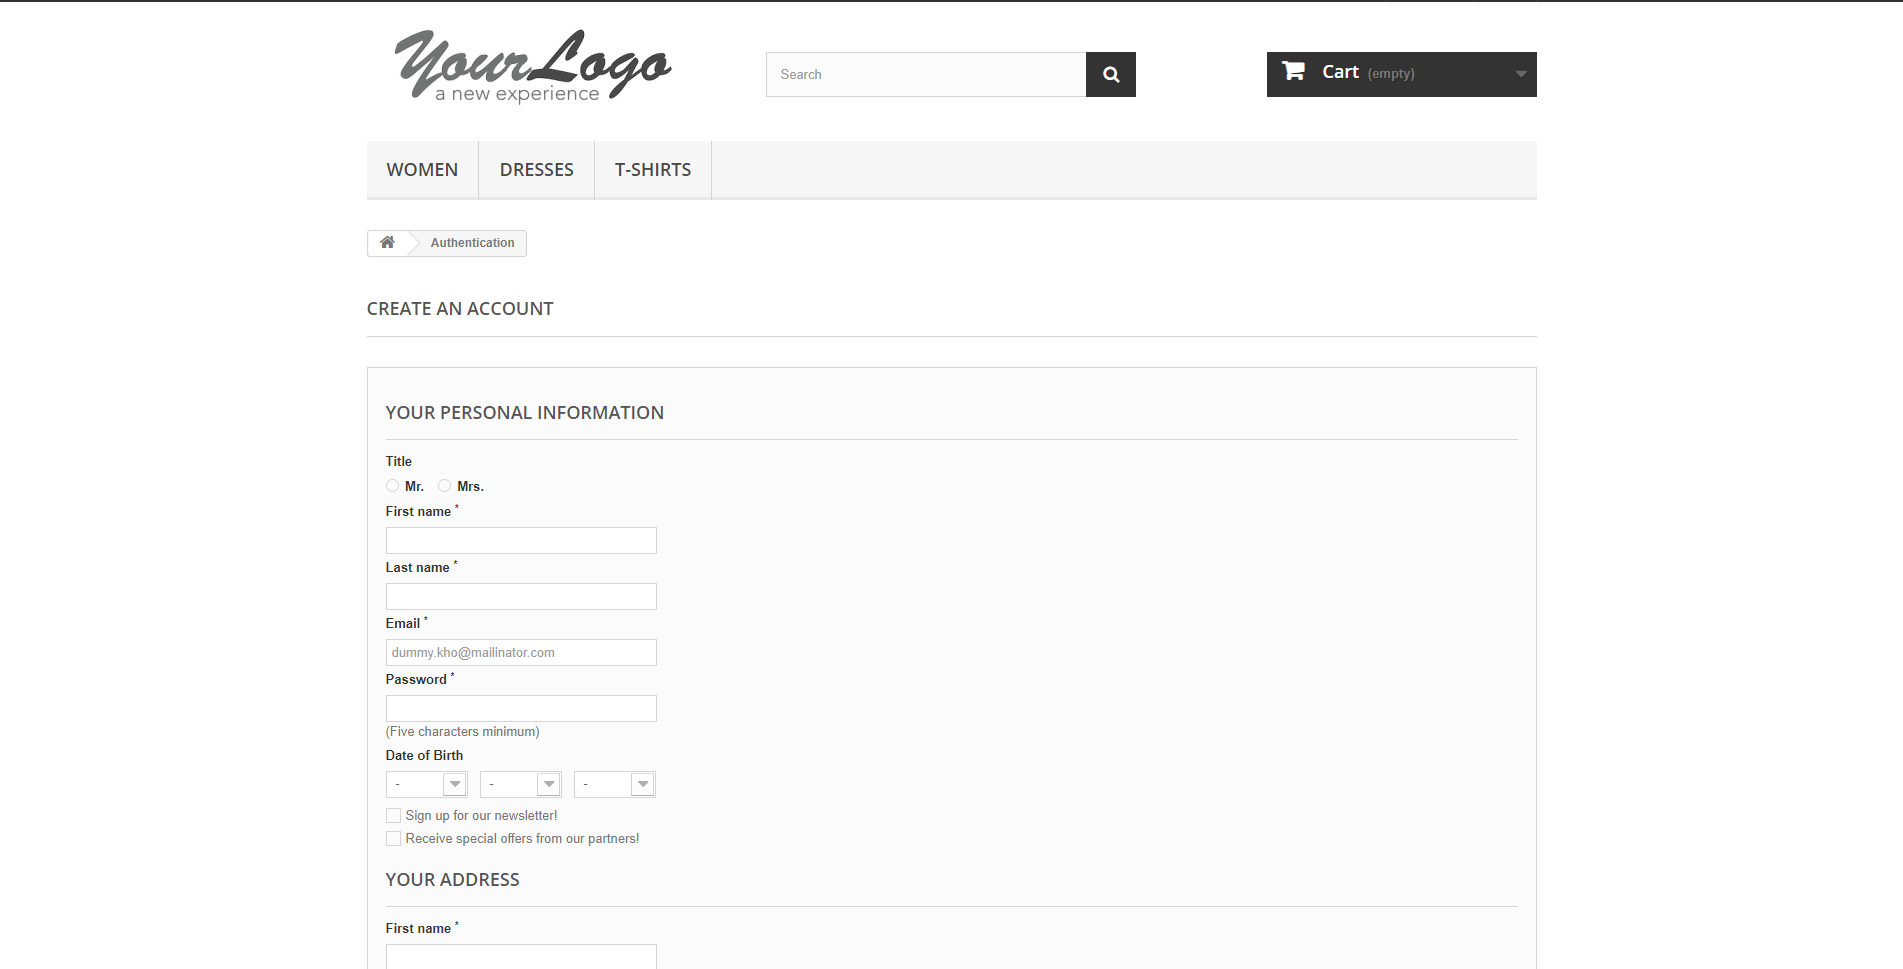 YourLogo
a new experience
Search
Cart (empty)
WOMEN DRESSES T-SHIRTS
Authentication
CREATE AN ACCOUNT
YOUR PERSONAL INFORMATION
Title
Mr. Mrs.
First name *
Last name *
Email *
dummy.kho@mailinator.com
Password *
(Five characters minimum)
Date of Birth
- - -
Sign up for our newsletter!
Receive special offers from our partners!
YOUR ADDRESS
First name *